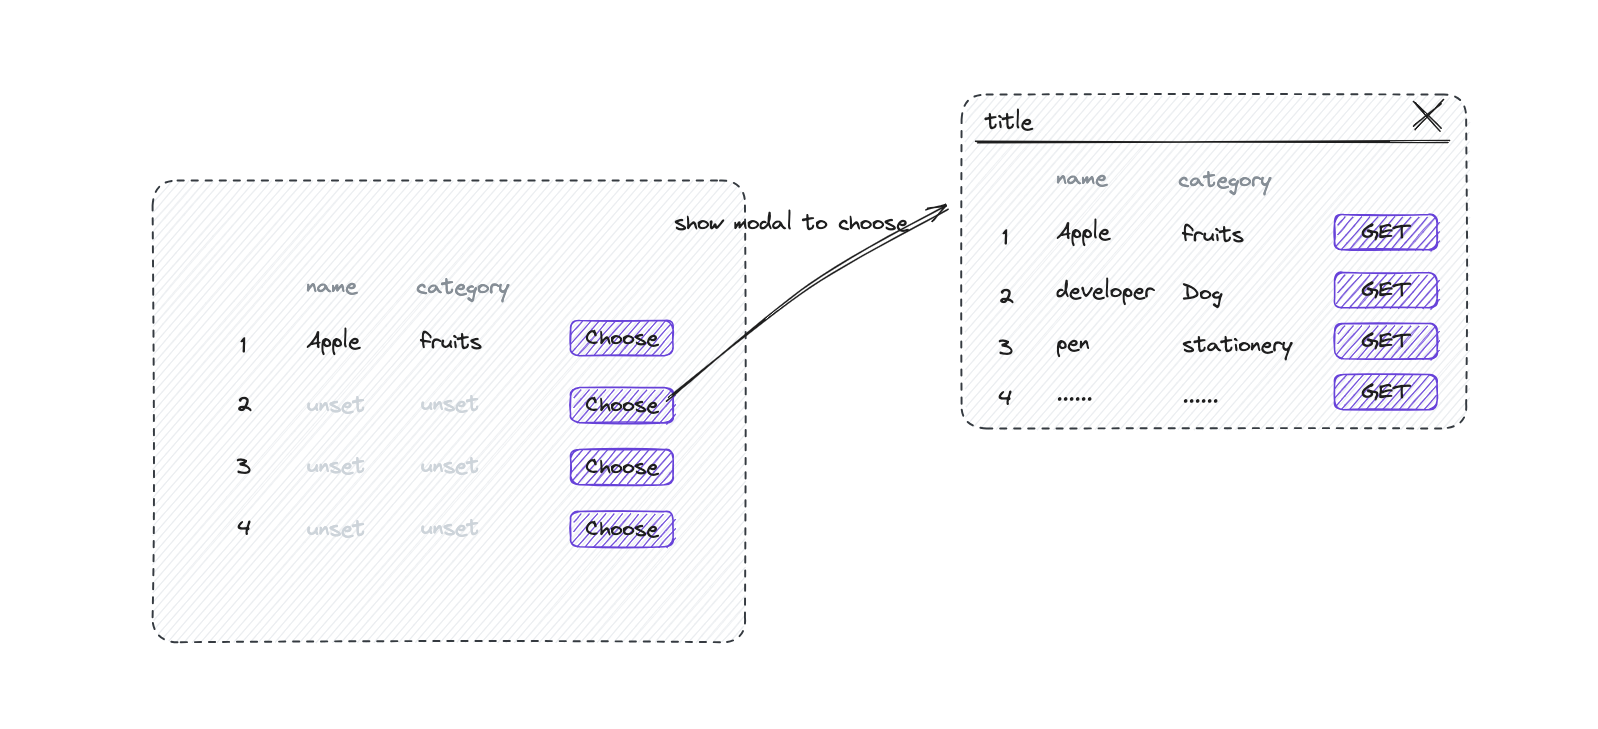 name category
1 Apple fruits Choose
2 unset unset Choose
3 unset unset Choose
4 unset unset Choose
show modal to choose
title
name category
1 Apple fruits GET
2 developer Dog GET
3 pen stationery GET
4 ...... ...... GET